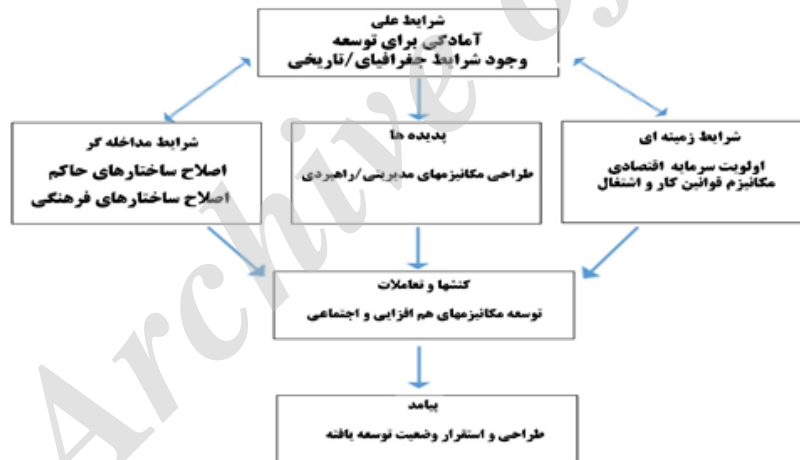 شرایط علی
آمادگی برای توسعه
وجود شرایط جغرافیای/تاریخی
شرایط زمینه ای
اولویت سرمایه اقتصادی
مکانیزم قوانین کار و اشتغال
پدیده ها
طراحی مکانیزمهای مدیریتی/راهبردی
شرایط مداخله گر
اصلاح ساختارهای حاکم
اصلاح ساختارهای فرهنگی
کنشها و تعاملات
توسعه مکانیزمهای هم افزایی و اجتماعی
پیامد
طراحی و استقرار وضعیت توسعه یافته
Archive of